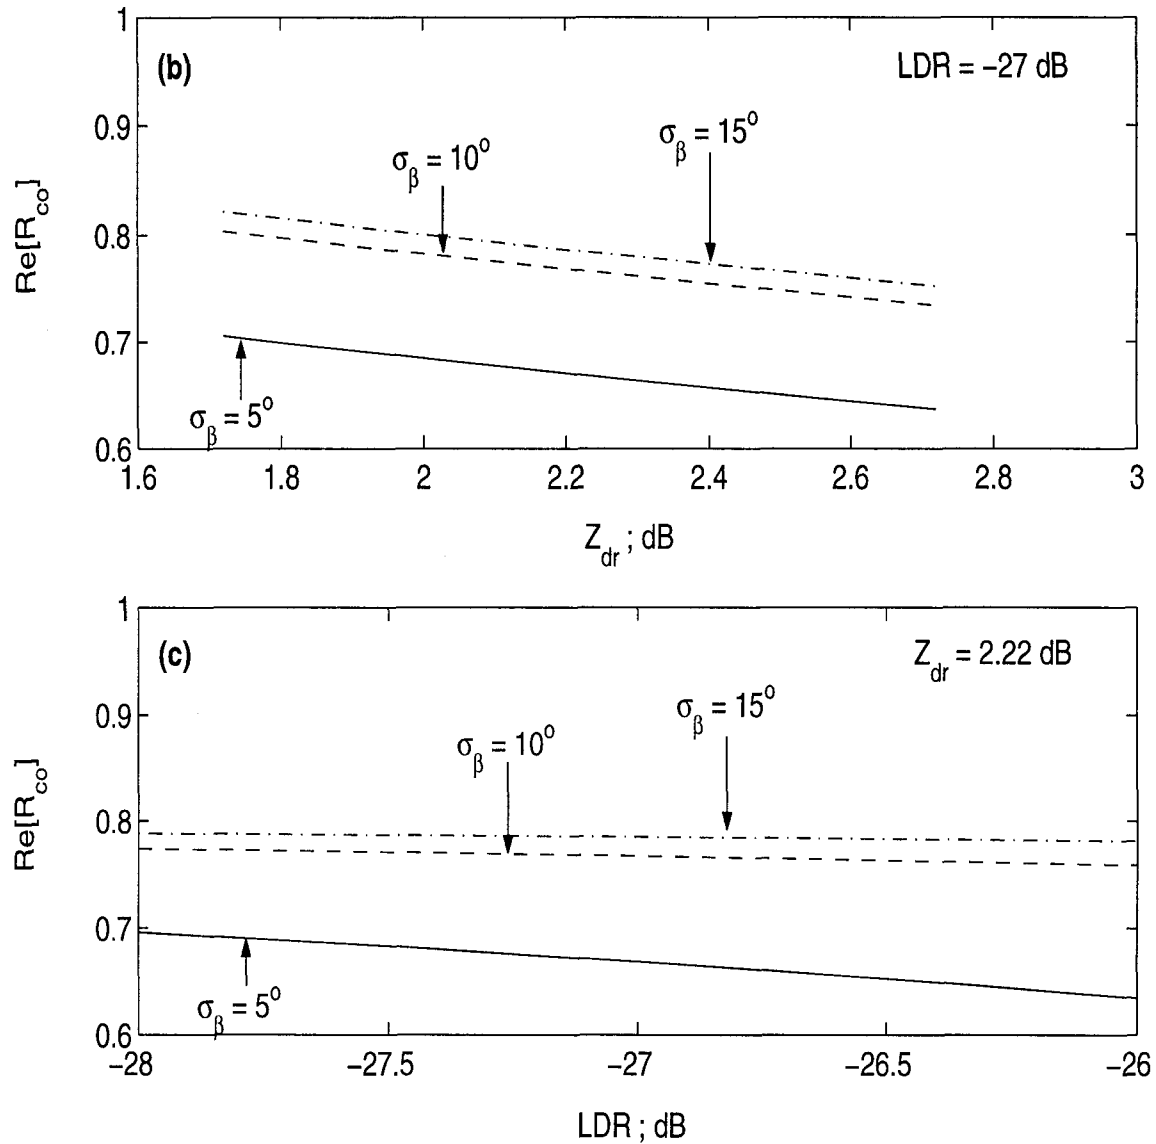 (b)
LDR = −27 dB
σβ = 15°
σβ = 10°
σβ = 5°
Re[Rco]
1
0.9
0.8
0.7
0.6
1.6
1.8
2
2.2
2.4
2.6
2.8
3
Zdr ; dB
(c)
Zdr = 2.22 dB
σβ = 15°
σβ = 10°
σβ = 5°
Re[Rco]
1
0.9
0.8
0.7
0.6
−28
−27.5
−27
−26.5
−26
LDR ; dB